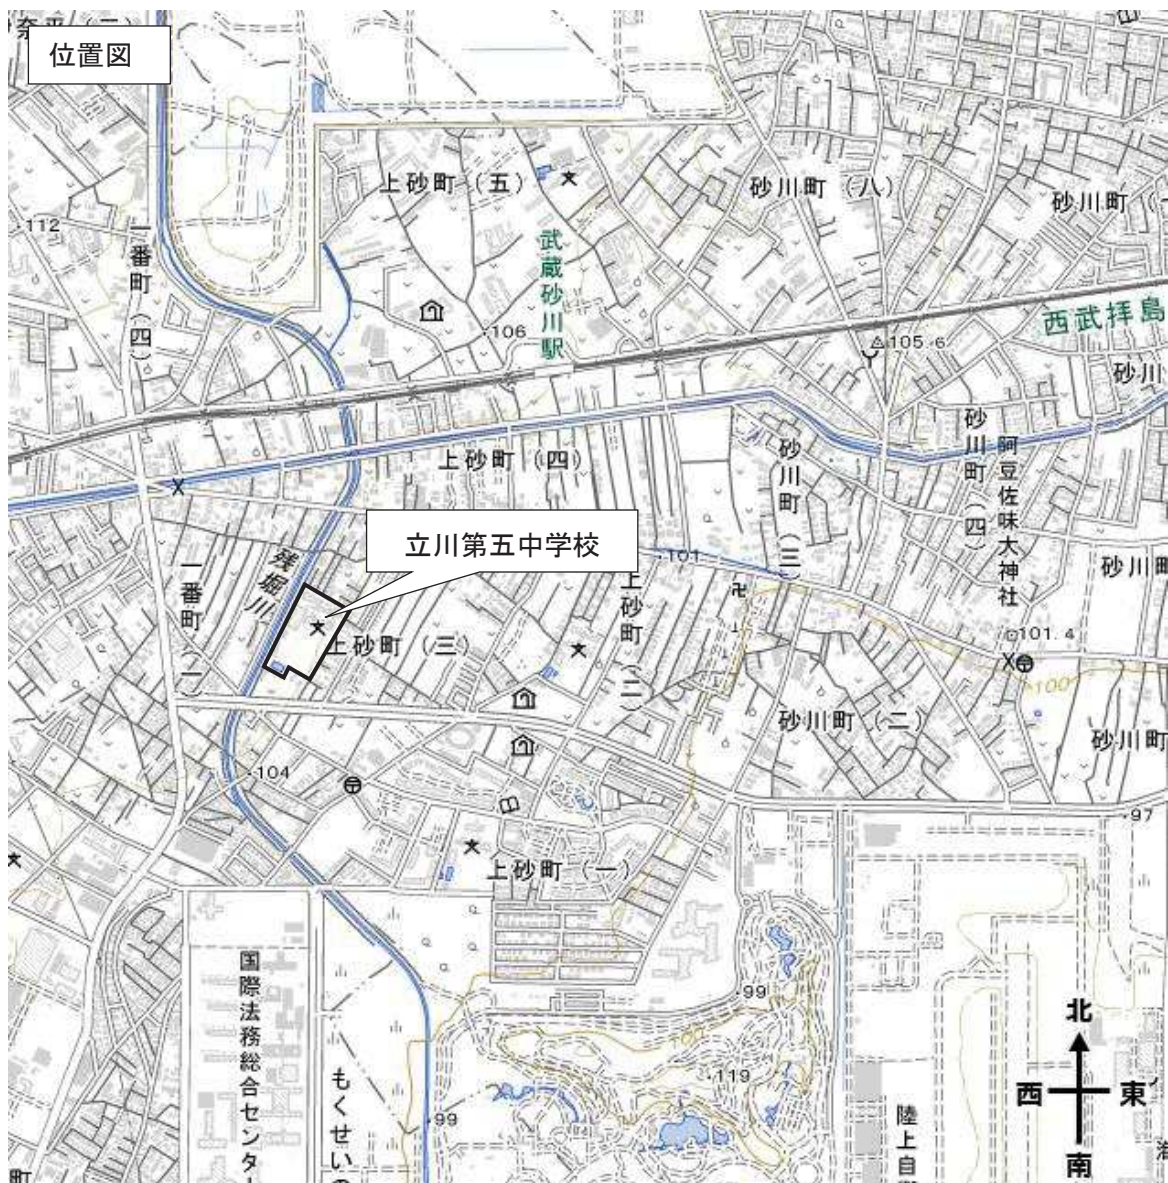 位置図
上砂町（五）
砂川町（八）
砂川町
112
一番町（四）
武蔵砂川駅
106
105.6
西武拝島
砂川
上砂町（四）
砂川町（三）
砂川町（四）
阿豆佐味大神社
立川第五中学校
101
残堀川
一番町（一）
上砂町（三）
上砂町（二）
砂川町
101.4
100
砂川町（二）
砂川町
104
97
上砂町（一）
国際法務総合センター
もくせいの
99
119
99
陸上自
北
西
東
南
町